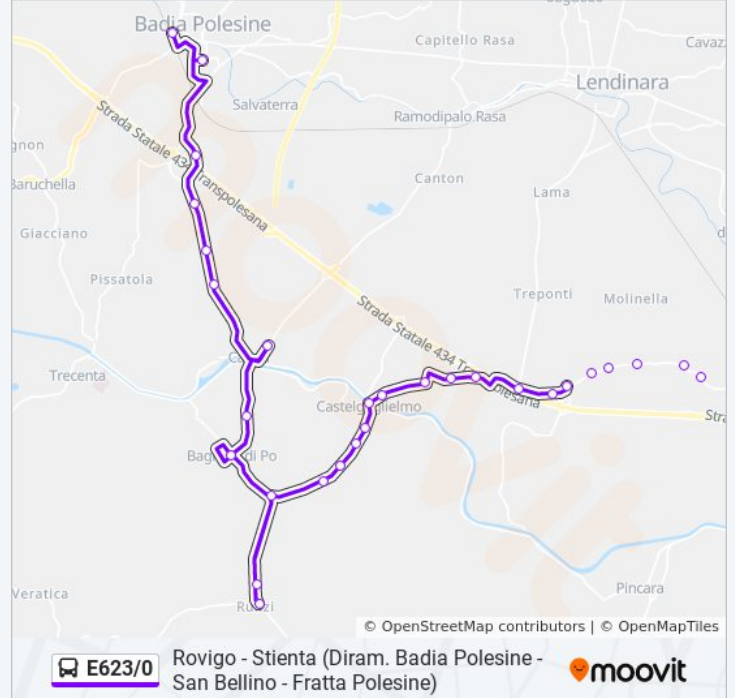 Badia Polesine
Capitello Rasa
Cavaz
Lendinara
Salvaterra
Ramodipalo Rasa
Strada Statale 434 Transpolesana
gnon
Baruchella
Canton
Lama
Giacciano
Pissatola
Treponti
Molinella
Strada Statale 434 Transpolesana
Trecenta
Ca
Castelguglielmo
Stra
Bagnolo di Po
Veratica
Runzi
Pincara
© OpenStreetMap contributors | © OpenMapTiles
E623/0
Rovigo - Stienta (Diram. Badia Polesine -
San Bellino - Fratta Polesine)
moovit